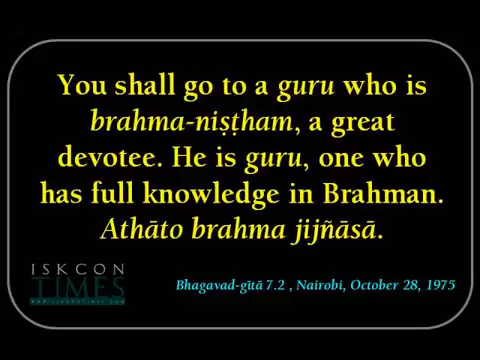 You shall go to a guru who is
brahma-niṣṭham, a great
devotee. He is guru, one who
has full knowledge in Brahman.
Athāto brahma jijñāsā.
ISKCON
TIMES
Bhagavad-gītā 7.2 , Nairobi, October 28, 1975